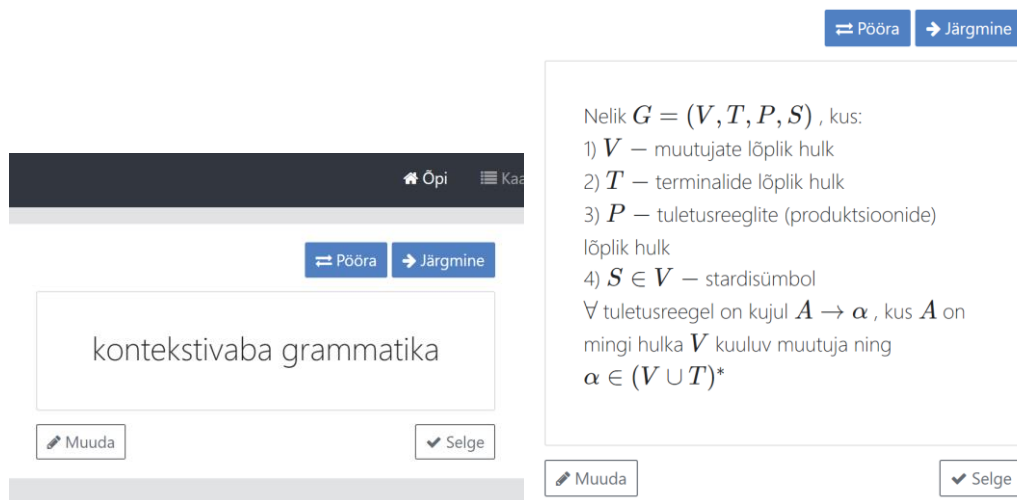 Õpi Kaa
Pööra Järgmine
kontekstivaba grammatika
Muuda Selge
Pööra Järgmine
Nelik G = (V, T, P, S) , kus:
1) V − muutujate lõplik hulk
2) T − terminalide lõplik hulk
3) P − tuletusreeglite (produktsioonide)
lõplik hulk
4) S ∈ V − stardisümbol
∀ tuletusreegel on kujul A → α , kus A on
mingi hulka V kuuluv muutuja ning
α ∈ (V ∪ T)*
Muuda Selge